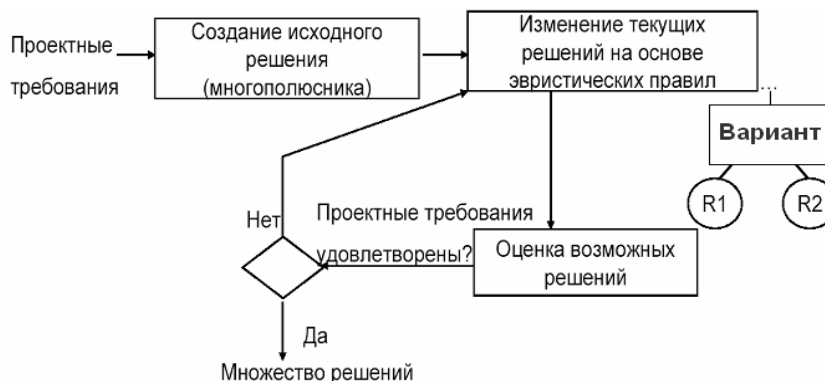 Проектные
требования
Создание исходного
решения
(многополюсника)
Изменение текущих
решений на основе
эвристических правил
...
Вариант
R1
R2
Нет
Проектные требования
удовлетворены?
Оценка возможных
решений
Да
Множество решений